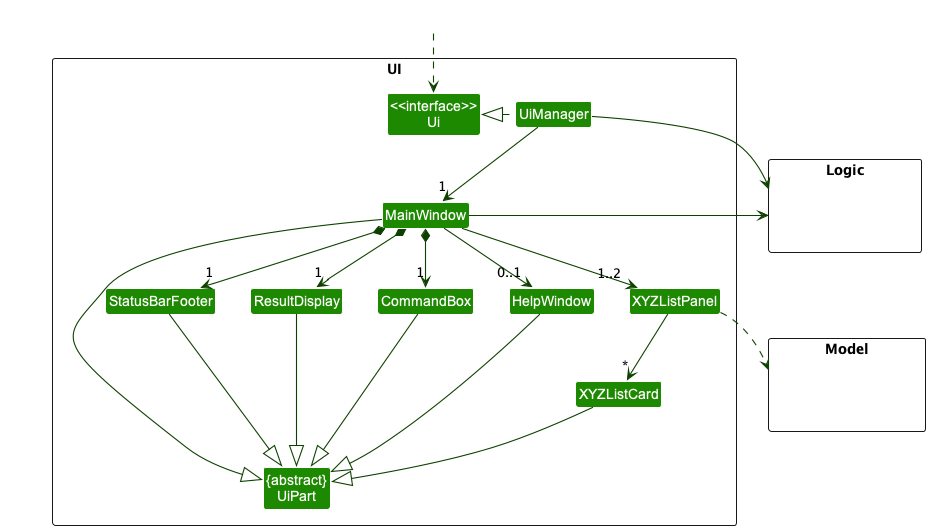 UI
<<interface>>
Ui
UiManager
Logic
1
MainWindow
1
1
1
0..1
1..2
StatusBarFooter
ResultDisplay
CommandBox
HelpWindow
XYZListPanel
Model
*
XYZListCard
{abstract}
UiPart